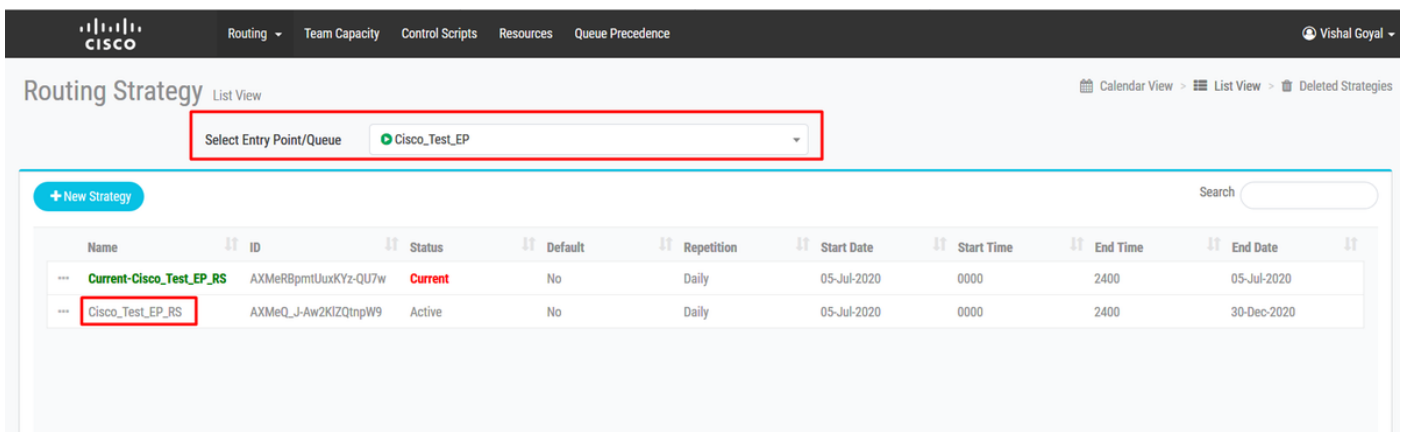 CISCO Routing Team Capacity Control Scripts Resources Queue Precedence Vishal Goyal
Routing Strategy List View Calendar View > List View > Deleted Strategies
Select Entry Point/Queue Cisco_Test_EP
+ New Strategy Search
Name ID Status Default Repetition Start Date Start Time End Time End Date
Current-Cisco_Test_EP_RS AXMeRBpmtUuxKYz-QU7w Current No Daily 05-Jul-2020 0000 2400 05-Jul-2020
Cisco_Test_EP_RS AXMeQ_J-Aw2KlZQtnpW9 Active No Daily 05-Jul-2020 0000 2400 30-Dec-2020